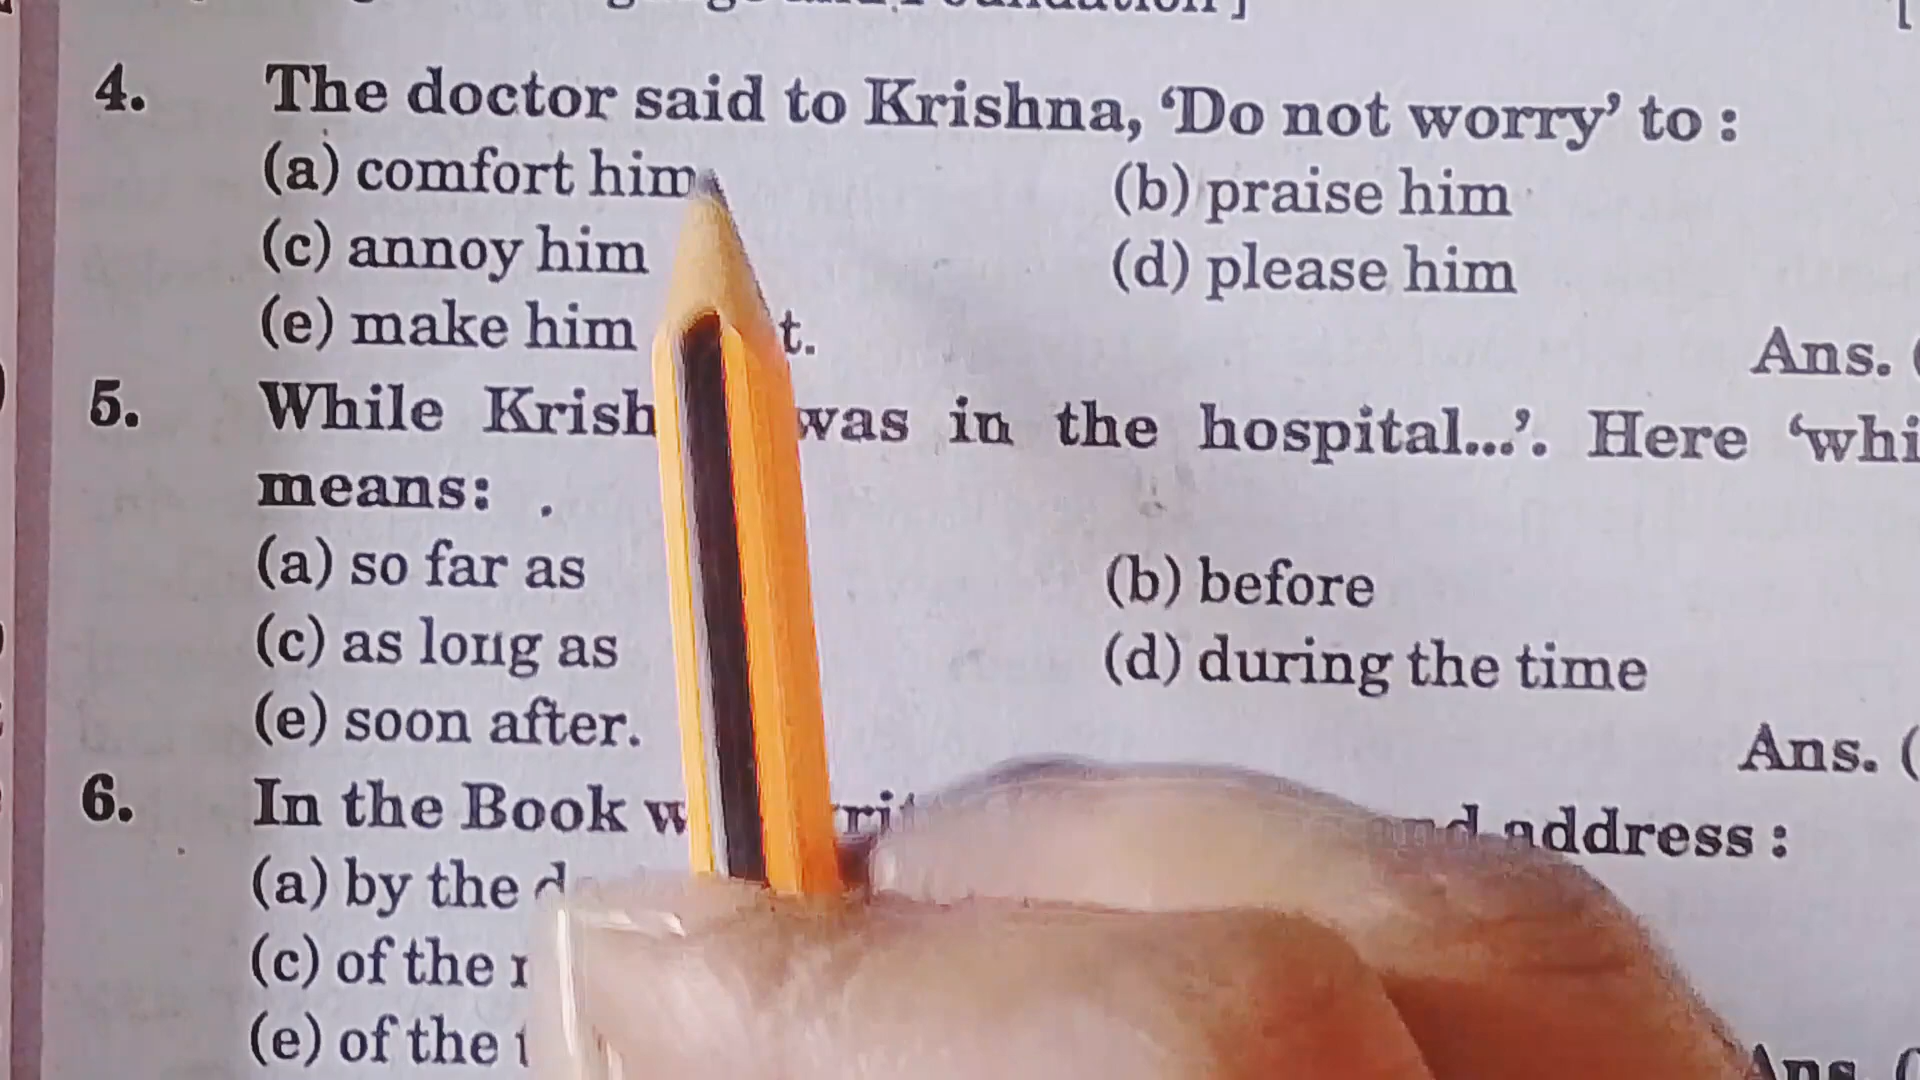 4. The doctor said to Krishna, ‘Do not worry’ to :
(a) comfort him (b) praise him
(c) annoy him (d) please him
(e) make him
Ans. (
5. While was in the hospital...’. Here
means:
(a) so far as (b) before
(c) as long as (d) during the time
(e) soon after.
Ans. (
6. In the Book address :
(a) by the
(c) of the
(e) of the
Ans. (